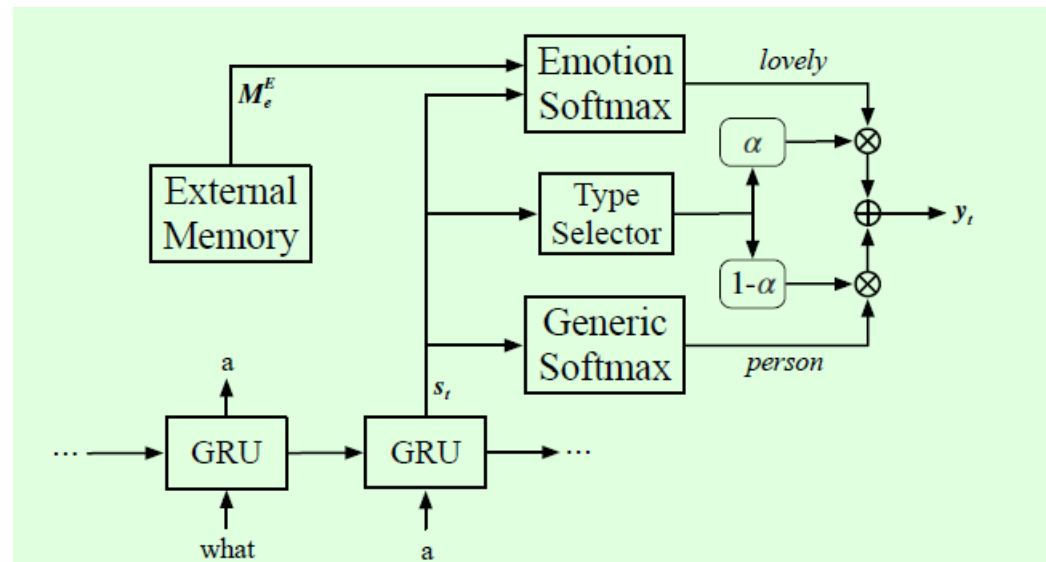 Emotion
Softmax
lovely
M_e^E
α
External
Memory
Type
Selector
y_t
1-α
Generic
Softmax
person
a
s_t
... GRU GRU ...
what
a